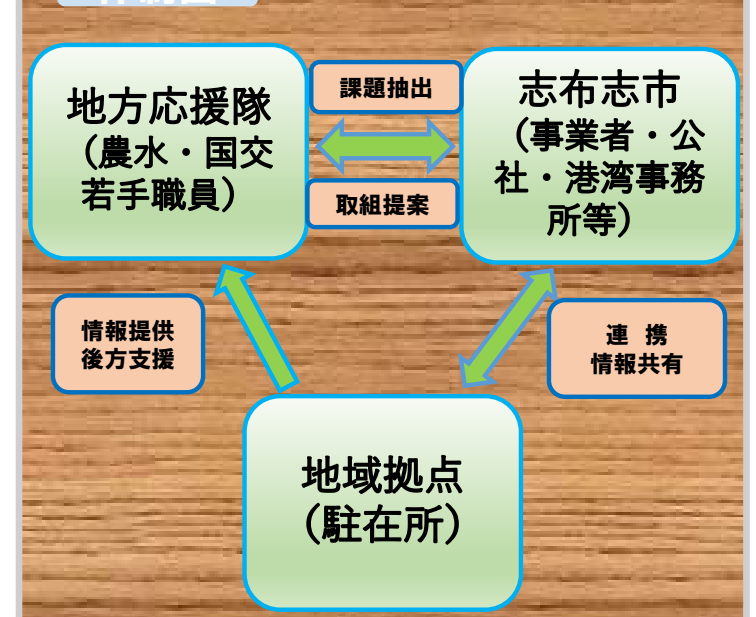 地方応援隊
（農水・国交
若手職員）
課題抽出
取組提案
志布志市
（事業者・公
社・港湾事務
所等）
情報提供
後方支援
連 携
情報共有
地域拠点
（駐在所）